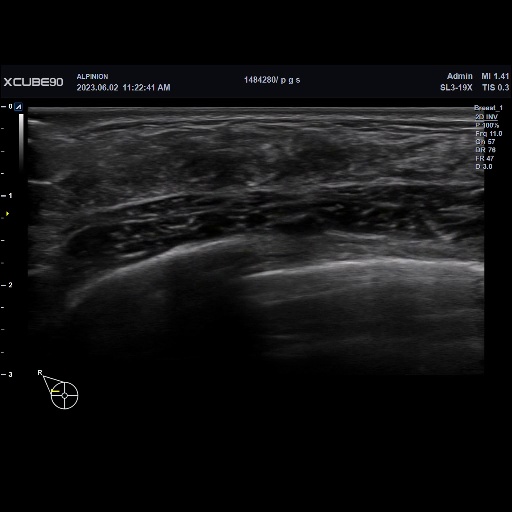 XCUBE90
ALPINION
2023.06.02 11:22:41 AM
1484280/ p g s
Admin MI 1.41
SL3-19X TIS 0.3
Breast_1
2D INV
P 100%
Frq 11.0
Gn 57
DR 76
FR 47
D 3.0
0
1
2
3
R